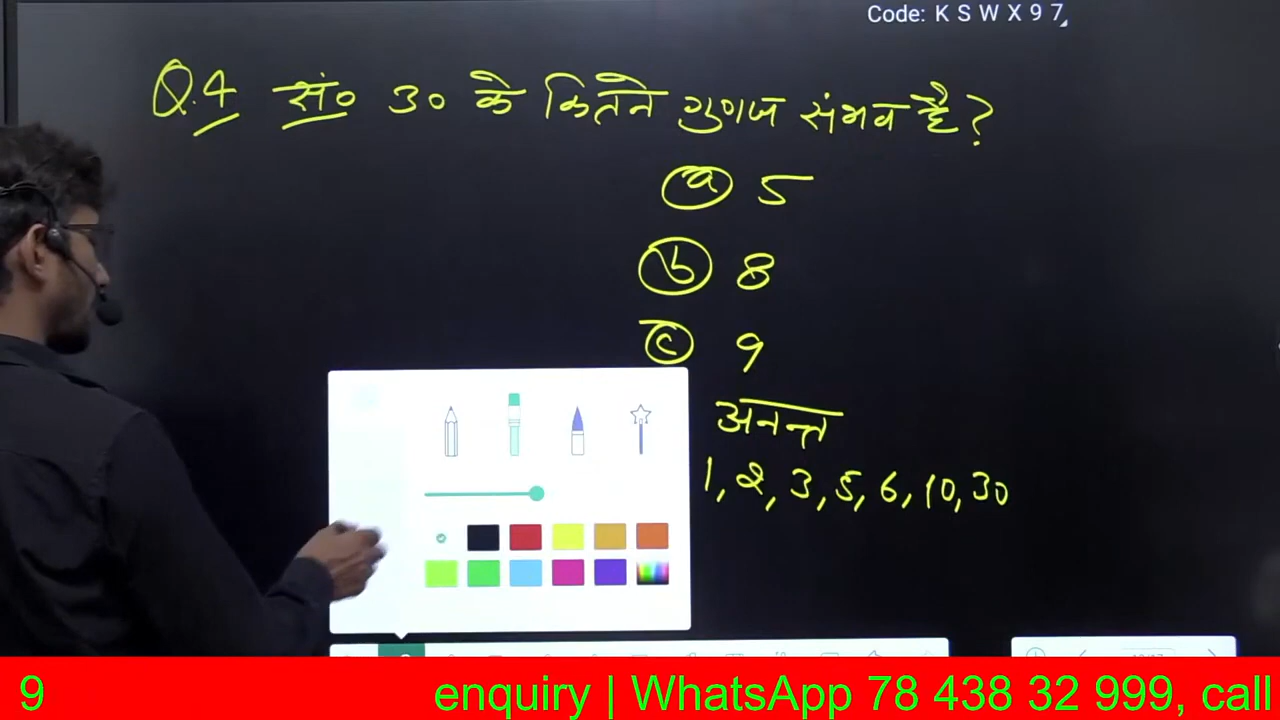 Code: K S W X 9 7
Q.4 सं० 30 के कितने गुणज संभव है?
(a) 5
(b) 8
(c) 9
अनन्त
1, 2, 3, 5, 6, 10, 30
9 enquiry | WhatsApp 78 438 32 999, call